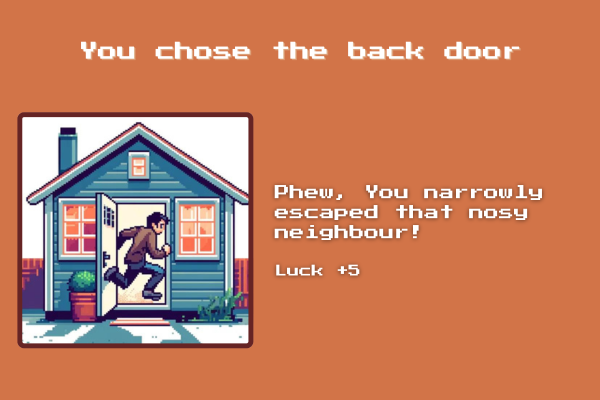 You chose the back door
Phew, You narrowly
escaped that nosy
neighbour!
Luck +5